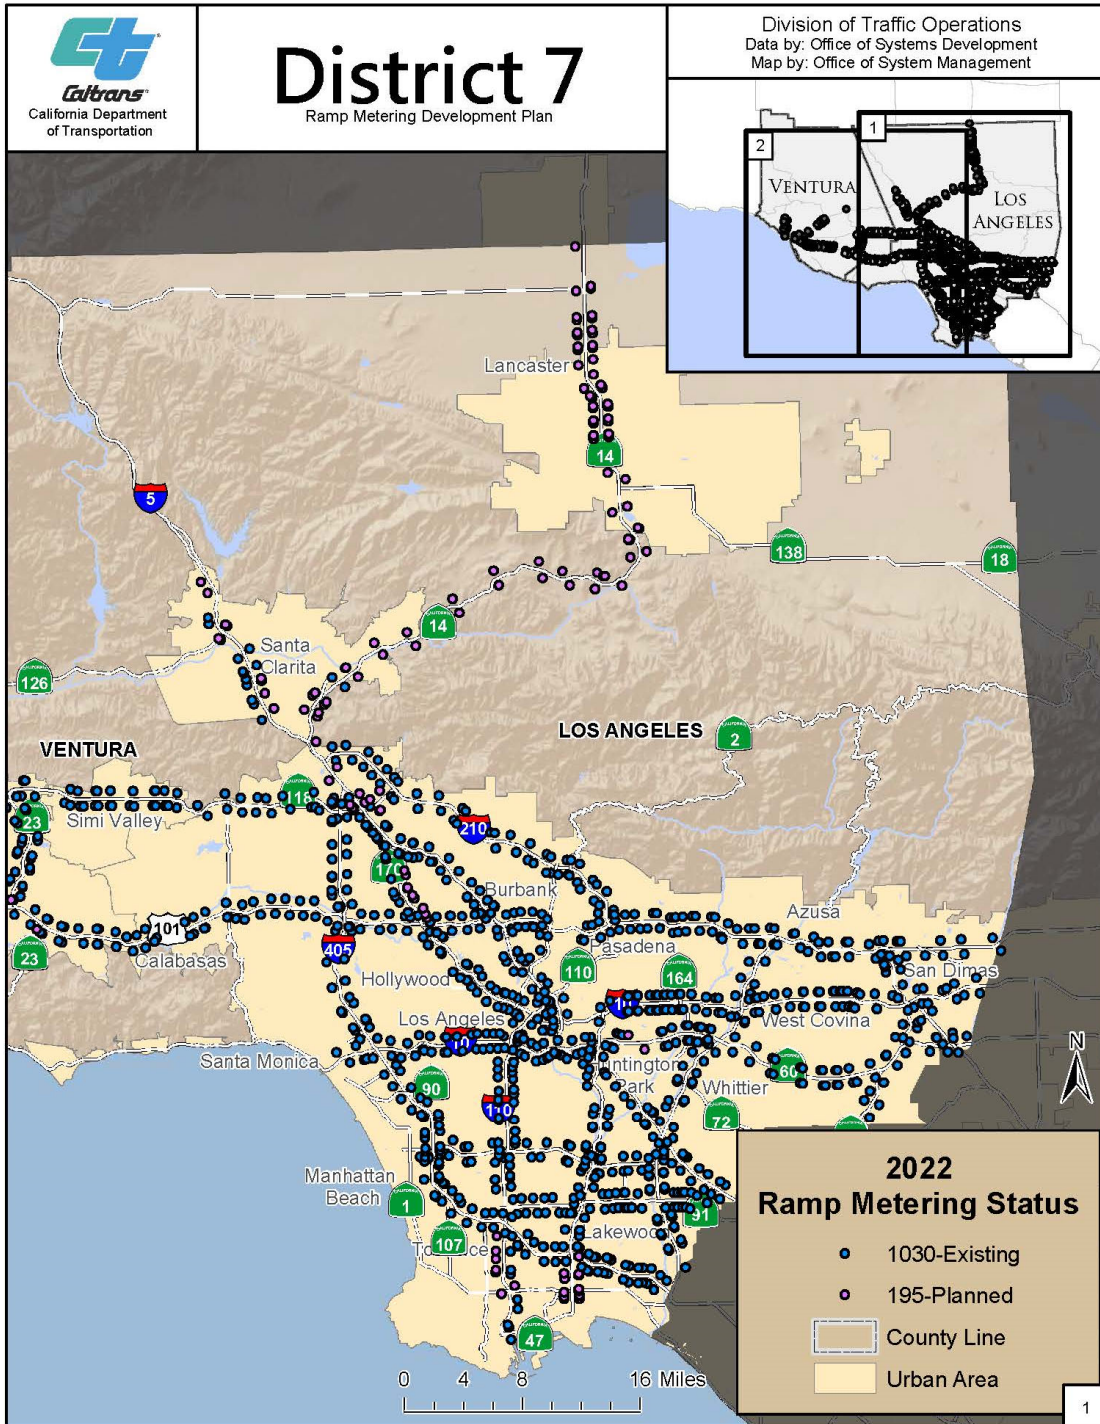 Caltrans
California Department
of Transportation
District 7
Ramp Metering Development Plan
Division of Traffic Operations
Data by: Office of Systems Development
Map by: Office of System Management
1
2
VENTURA
LOS
ANGELES
Lancaster
14
5
138
18
14
Santa
Clarita
126
LOS ANGELES
2
VENTURA
118
23
Simi Valley
210
170
Burbank
Azusa
101
405
Pasadena
23
Calabasas
110
164
San Dimas
Hollywood
10
Los Angeles
West Covina
10
Santa Monica
Huntington
Park
60
90
Whittier
110
72
Manhattan
Beach
1
91
Lakewood
107
Torrance
47
N
2022
Ramp Metering Status
1030-Existing
195-Planned
County Line
Urban Area
0 4 8 16 Miles
1